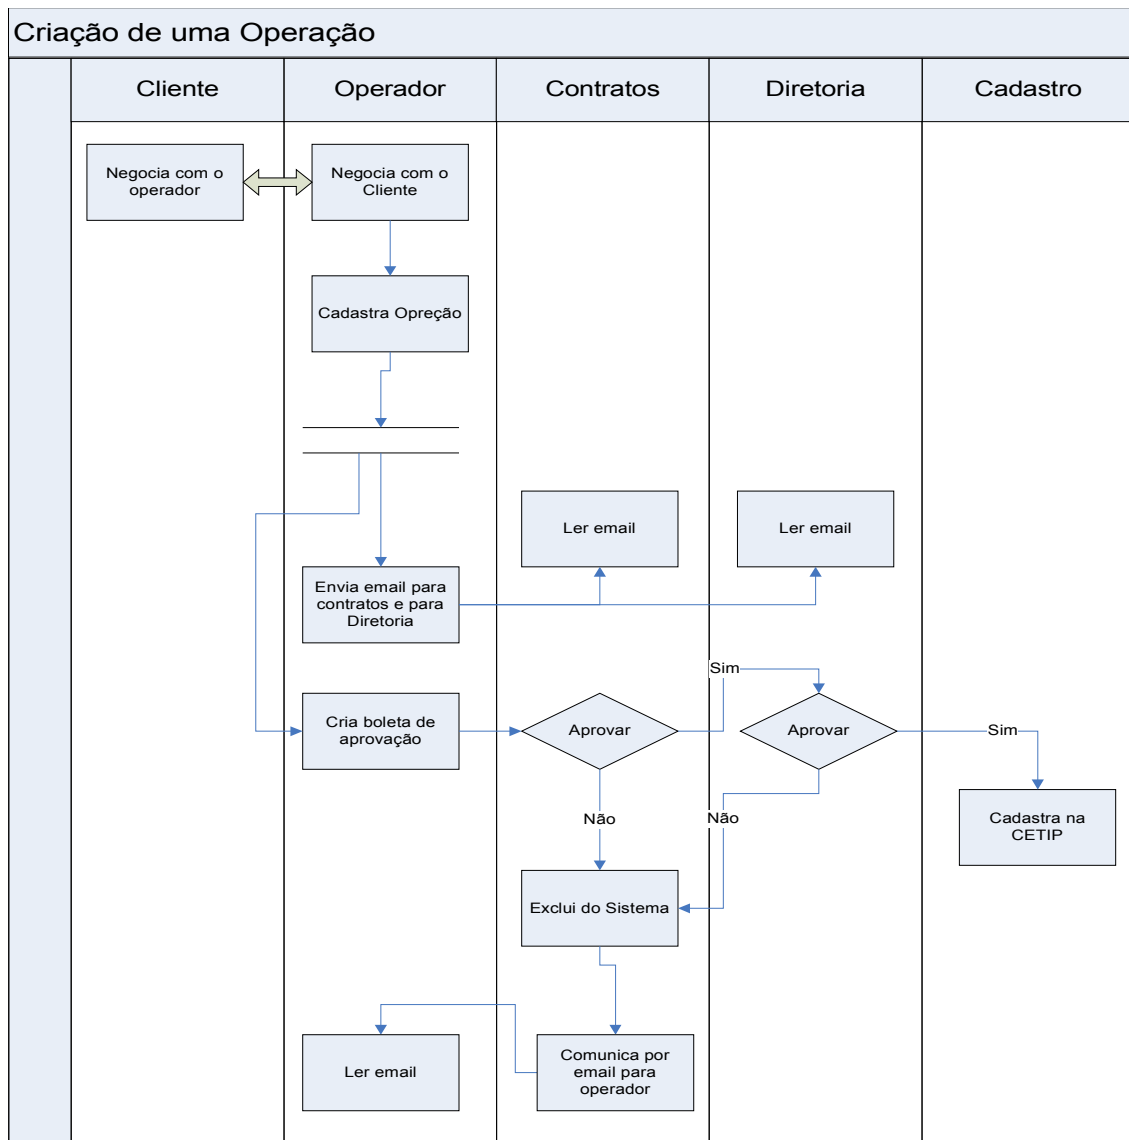 Criação de uma Operação
Cliente
Operador
Contratos
Diretoria
Cadastro
Negocia com o
operador
Negocia com o
Cliente
Cadastra Opreção
Ler email
Ler email
Envia email para
contratos e para
Diretoria
Sim
Cria boleta de
aprovação
Aprovar
Aprovar
Sim
Não
Não
Cadastra na
CETIP
Exclui do Sistema
Ler email
Comunica por
email para
operador